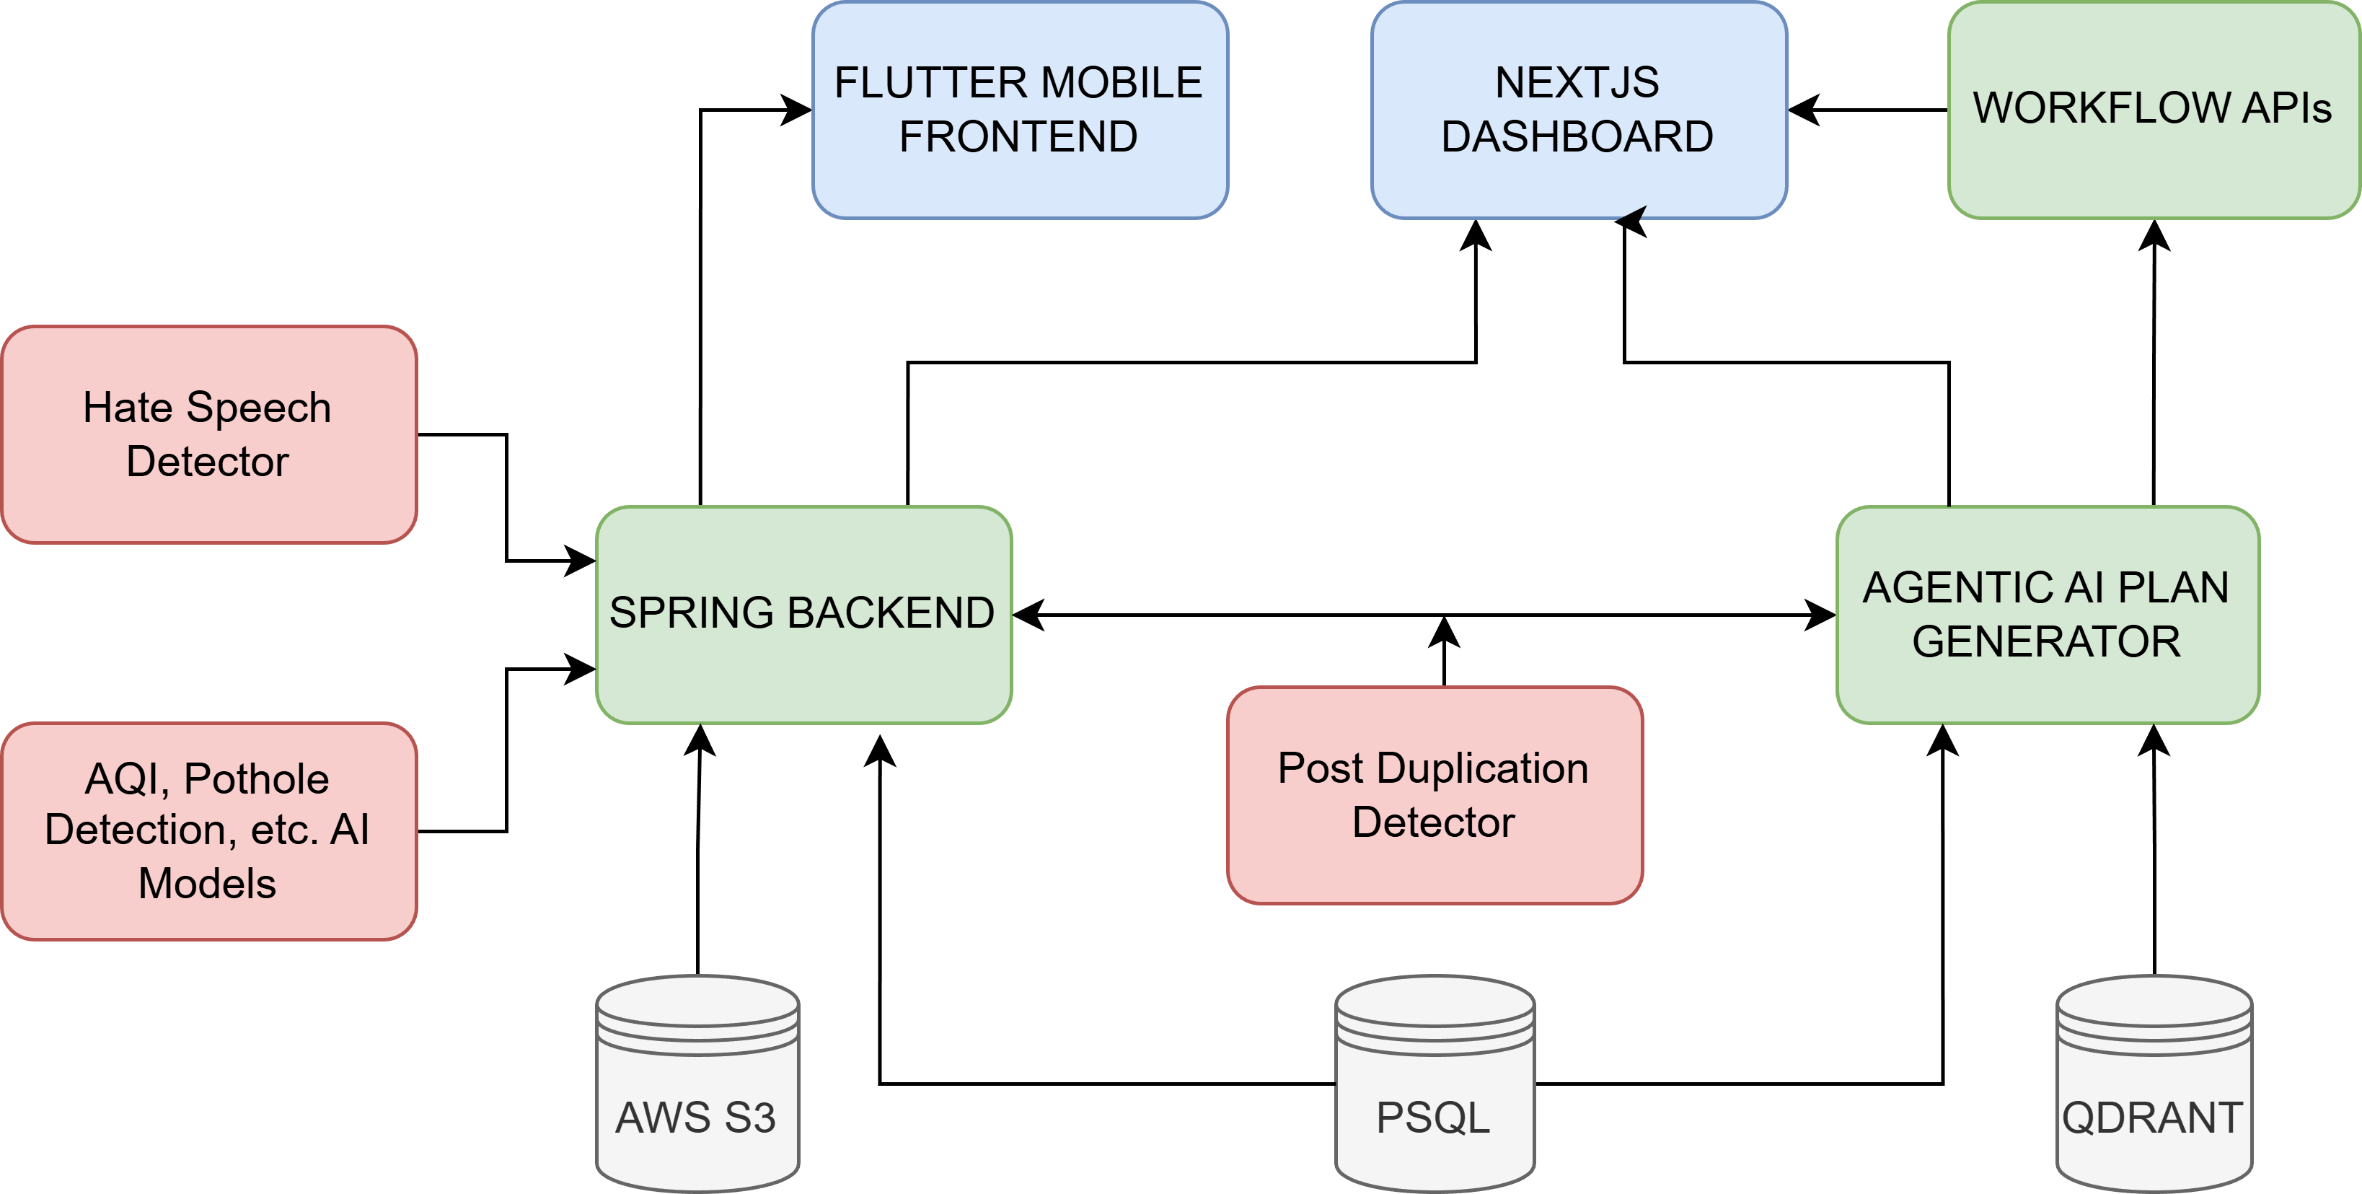 FLUTTER MOBILE
FRONTEND
NEXTJS
DASHBOARD
WORKFLOW APIs
Hate Speech
Detector
SPRING BACKEND
AGENTIC AI PLAN
GENERATOR
AQI, Pothole
Detection, etc. AI
Models
Post Duplication
Detector
AWS S3
PSQL
QDRANT